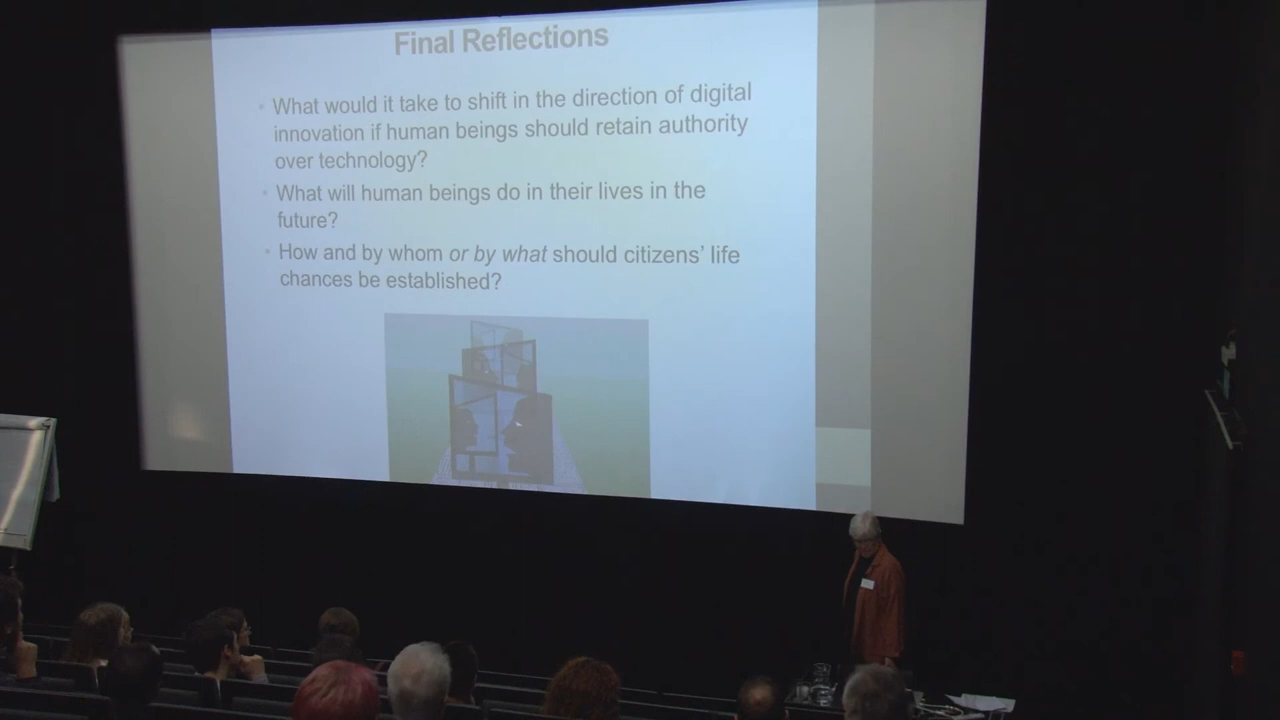 Final Reflections
• What would it take to shift in the direction of digital
innovation if human beings should retain authority
over technology?
• What will human beings do in their lives in the
future?
• How and by whom or by what should citizens’ life
chances be established?